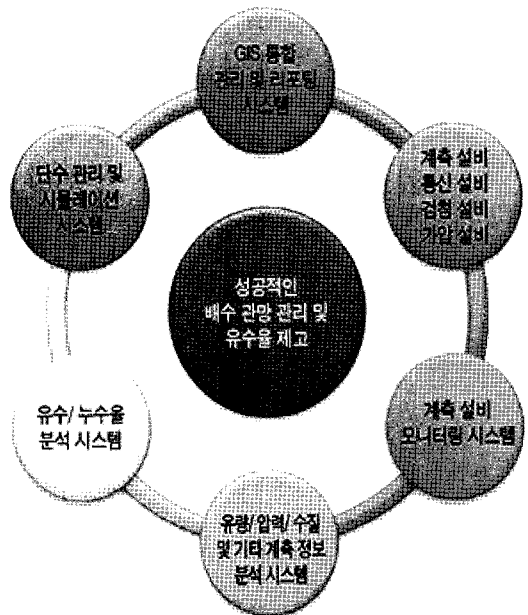 GIS 통합
관리 및 리포팅
시스템
계측 설비
통신 설비
검침 설비
가압 설비
계측 설비
모니터링 시스템
유량/압력/수질
및 기타 계측 정보
분석 시스템
유수/누수율
분석 시스템
단수 관리 및
시뮬레이션
시스템
성공적인
배수 관망 관리 및
유수율 제고